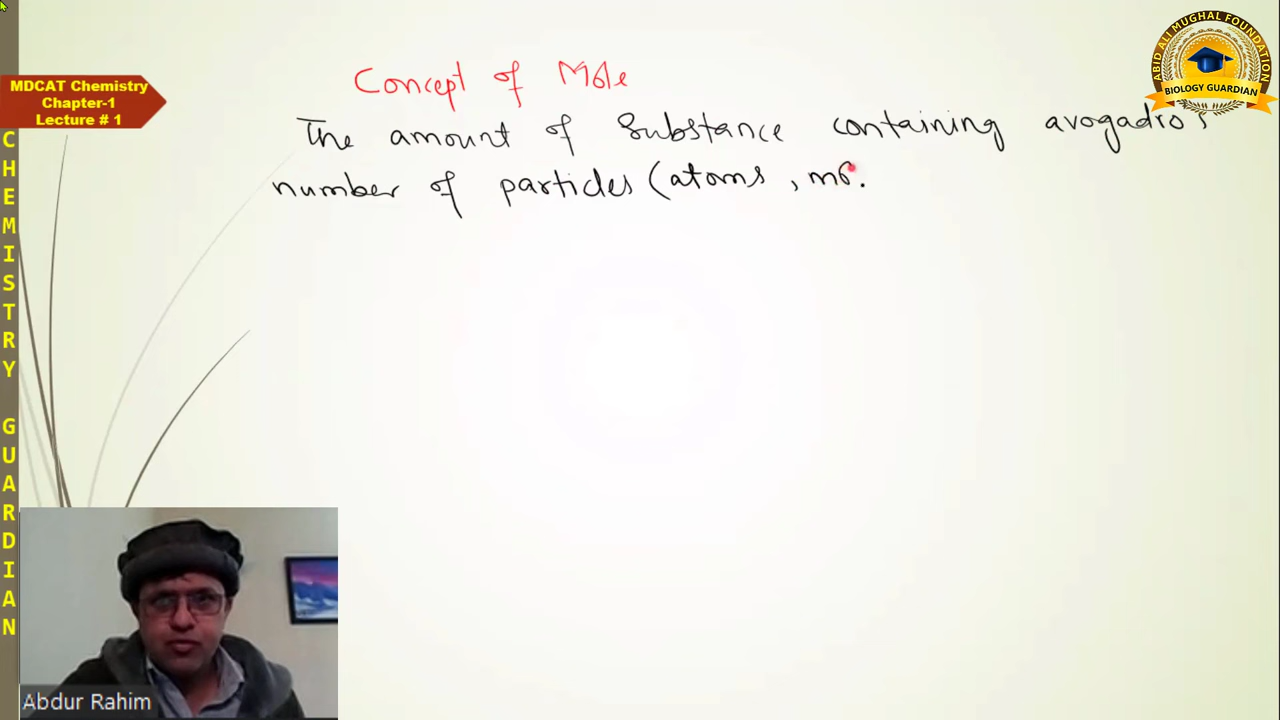 MDCAT Chemistry
Chapter-1
Lecture # 1
CHEMISTRY GUARDIAN
Concept of Mole
The amount of Substance containing avogadro's
number of particles (atoms, mo
ABID ALI MUGHAL FOUNDATION
BIOLOGY GUARDIAN
Abdur Rahim